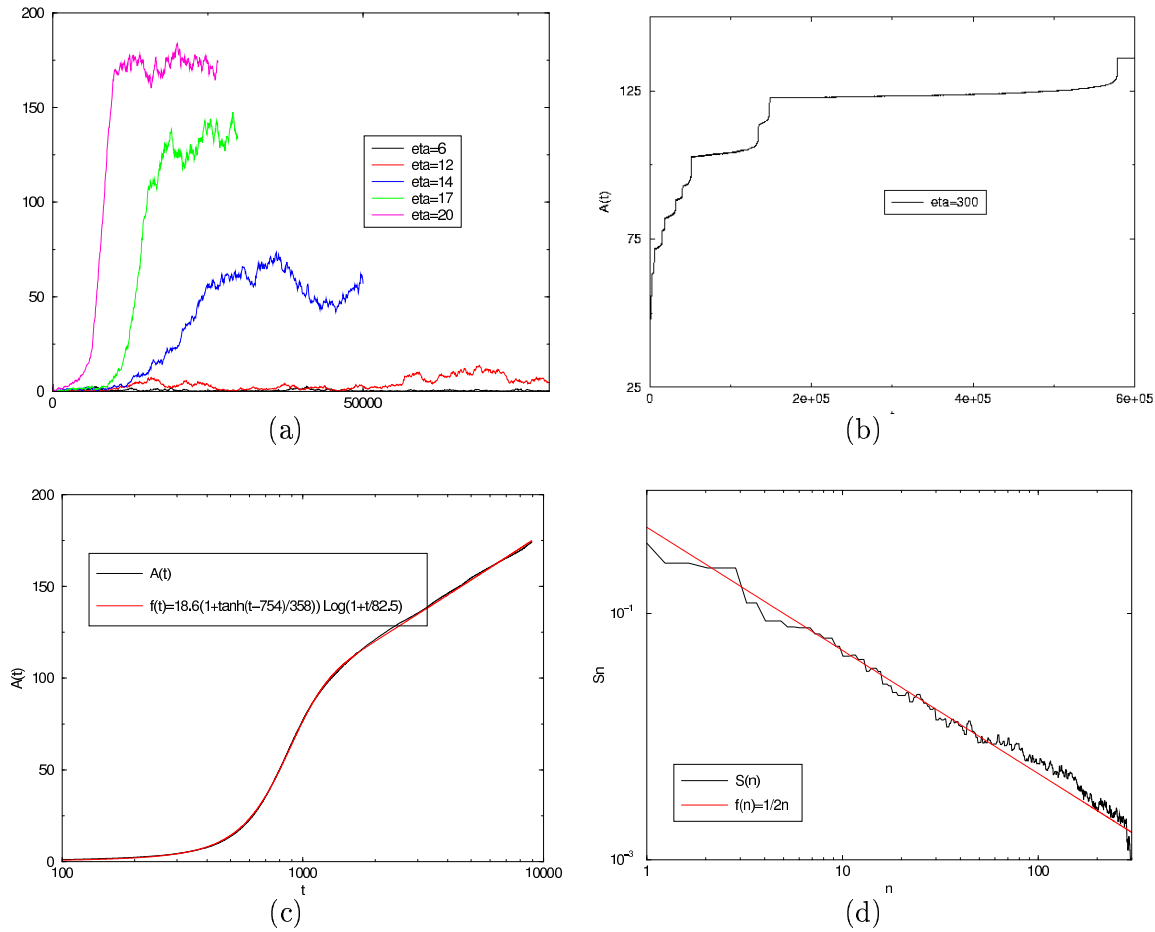 200
150
100
50
0
0
50000
eta=6
eta=12
eta=14
eta=17
eta=20
(a)
125
75
25
A(t)
eta=300
0
2e+05
4e+05
6e+05
(b)
200
150
100
50
0
A(t)
A(t)
f(t)=18.6(1+tanh(t−754)/358)) Log(1+t/82.5)
100
1000
10000
t
(c)
10⁻¹
10⁻³
Sn
S(n)
f(n)=1/2n
1
10
100
n
(d)